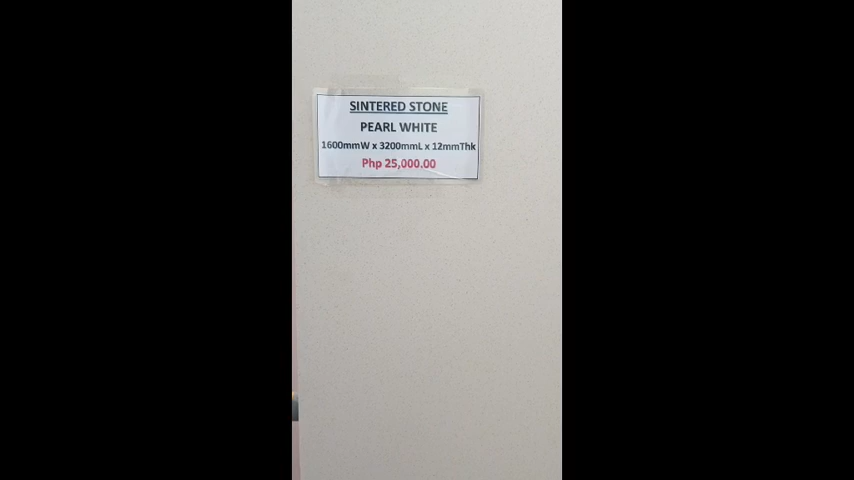 SINTERED STONE
PEARL WHITE
1600mmW x 3200mmL x 12mmThk
Php 25,000.00